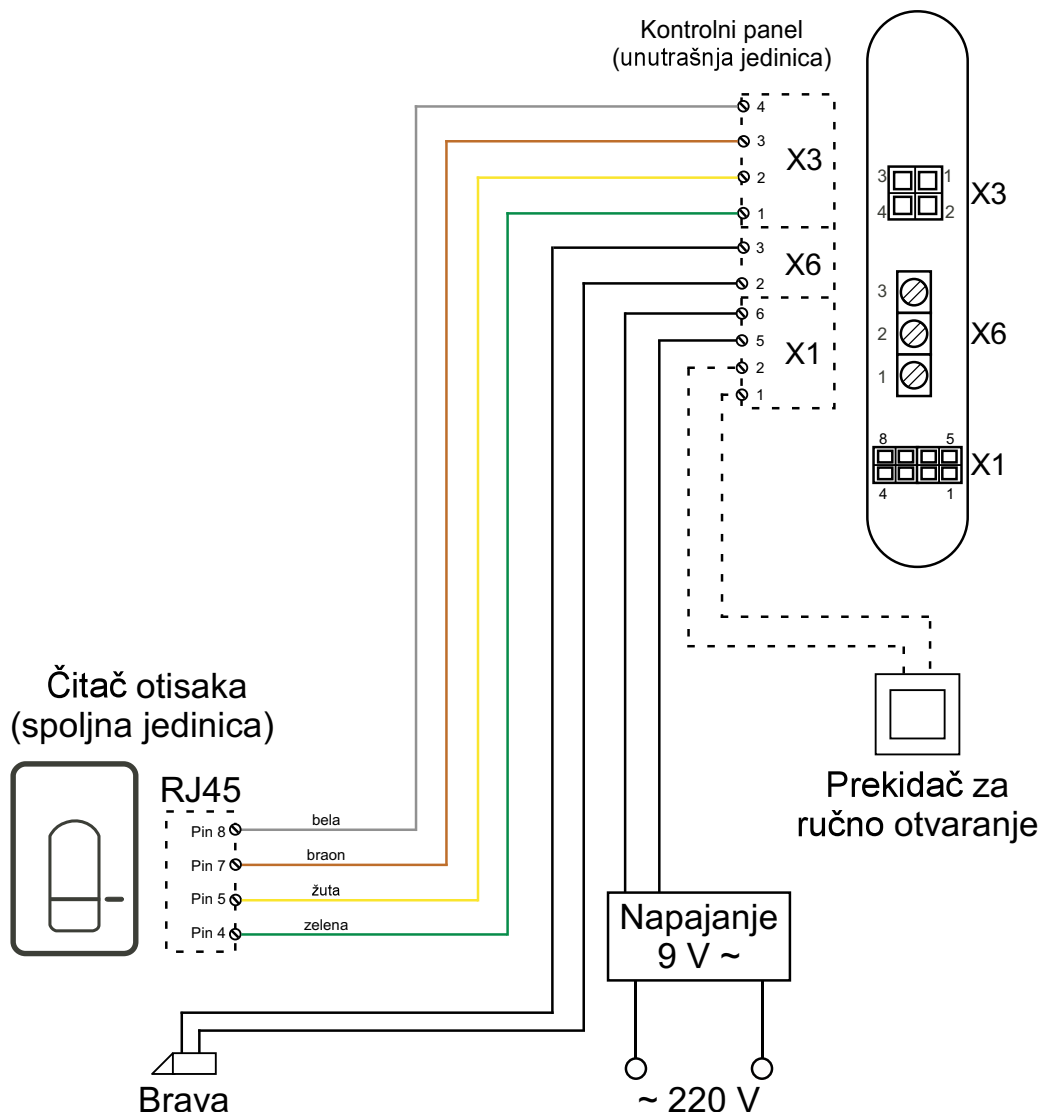 Kontrolni panel
(unutrašnja jedinica)
4
3
X3
2
1
3
X6
2
6
5
X1
2
1
3 1
X3
4 2
3
2 X6
1
8 5
X1
4 1
Čitač otisaka
(spoljna jedinica)
RJ45
Pin 8 bela
Pin 7 braon
Pin 5 žuta
Pin 4 zelena
Prekidač za
ručno otvaranje
Napajanje
9 V ~
Brava
~ 220 V